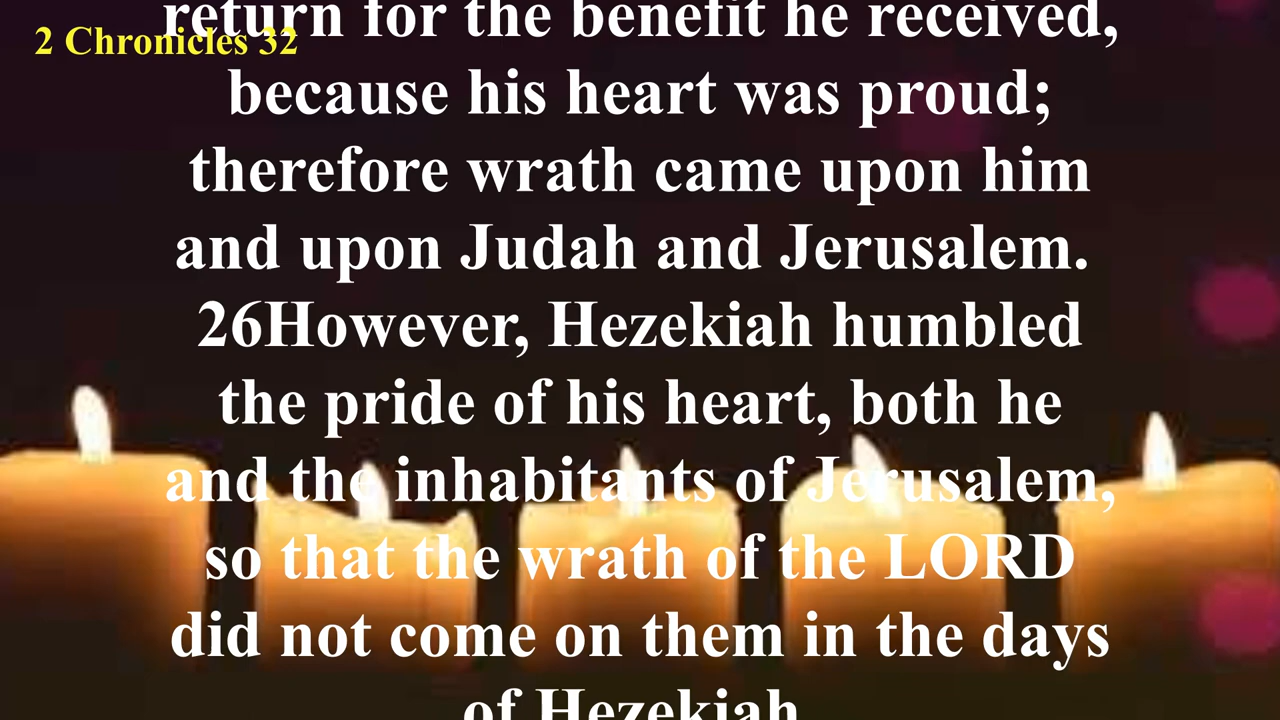 2 Chronicles 32
return for the benefit he received,
because his heart was proud;
therefore wrath came upon him
and upon Judah and Jerusalem.
26However, Hezekiah humbled
the pride of his heart, both he
and the inhabitants of Jerusalem,
so that the wrath of the LORD
did not come on them in the days
of Hezekiah